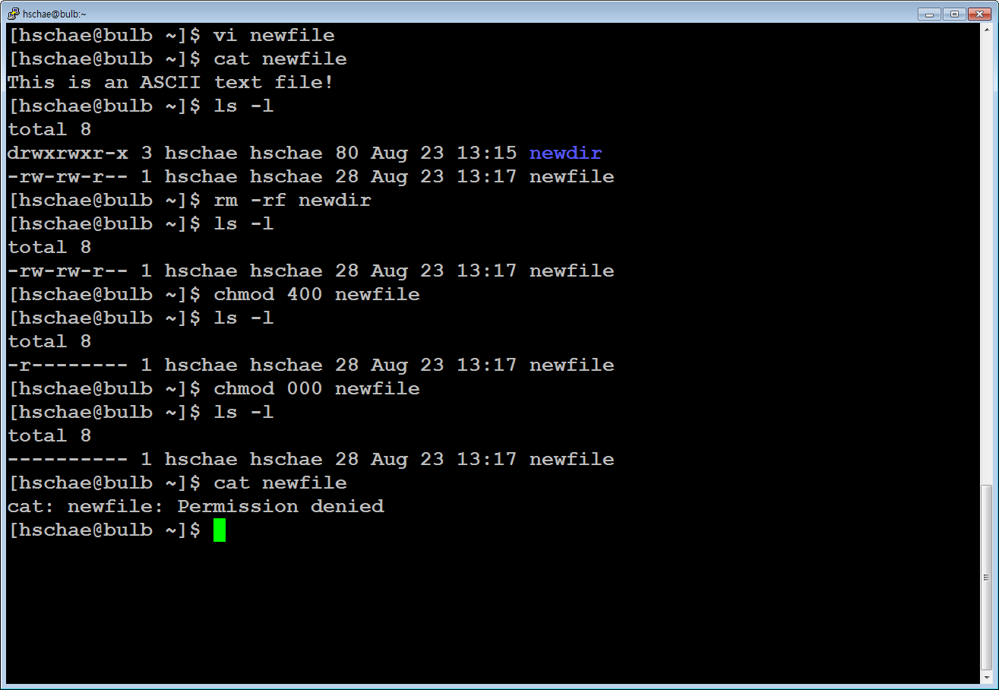 hschae@bulb:~
[hschae@bulb ~]$ vi newfile
[hschae@bulb ~]$ cat newfile
This is an ASCII text file!
[hschae@bulb ~]$ ls -l
total 8
drwxrwxr-x 3 hschae hschae 80 Aug 23 13:15 newdir
-rw-rw-r-- 1 hschae hschae 28 Aug 23 13:17 newfile
[hschae@bulb ~]$ rm -rf newdir
[hschae@bulb ~]$ ls -l
total 8
-rw-rw-r-- 1 hschae hschae 28 Aug 23 13:17 newfile
[hschae@bulb ~]$ chmod 400 newfile
[hschae@bulb ~]$ ls -l
total 8
-r-------- 1 hschae hschae 28 Aug 23 13:17 newfile
[hschae@bulb ~]$ chmod 000 newfile
[hschae@bulb ~]$ ls -l
total 8
---------- 1 hschae hschae 28 Aug 23 13:17 newfile
[hschae@bulb ~]$ cat newfile
cat: newfile: Permission denied
[hschae@bulb ~]$